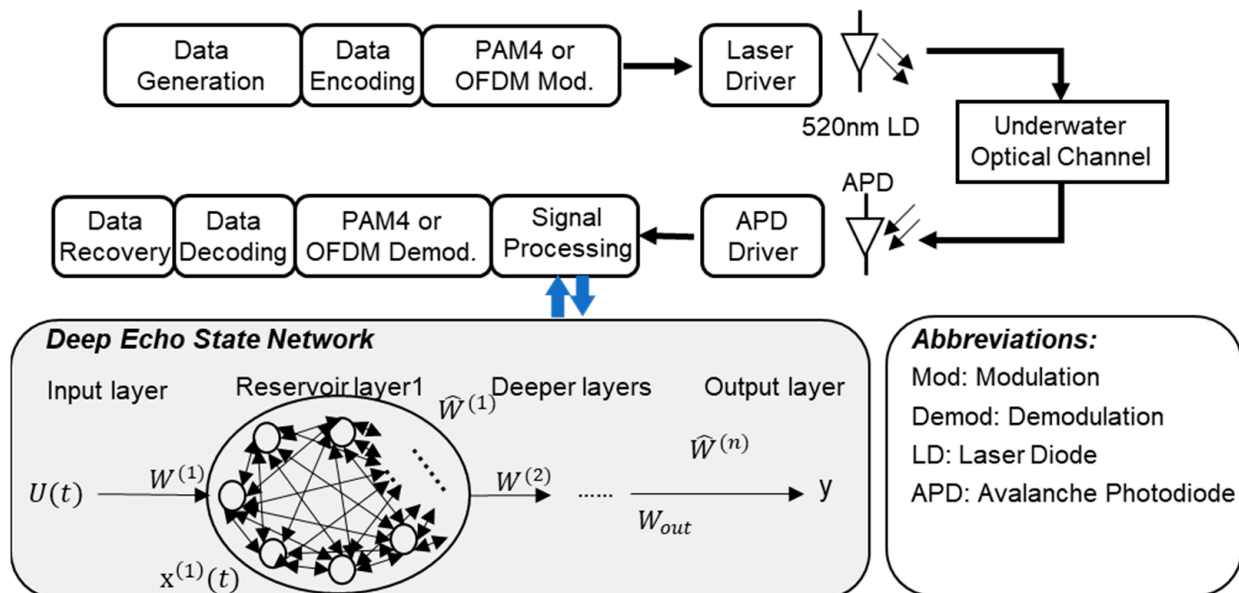 Data
Generation
Data
Encoding
PAM4 or
OFDM Mod.
Laser
Driver
520nm LD
Underwater
Optical Channel
Data
Recovery
Data
Decoding
PAM4 or
OFDM Demod.
Signal
Processing
APD
Driver
APD
Deep Echo State Network
Input layer
Reservoir layer1
Deeper layers
Output layer
U(t)
W⁽¹⁾
x⁽¹⁾(t)
Ŵ⁽¹⁾
W⁽²⁾
......
Ŵ⁽ⁿ⁾
W_out
y
Abbreviations:
Mod: Modulation
Demod: Demodulation
LD: Laser Diode
APD: Avalanche Photodiode